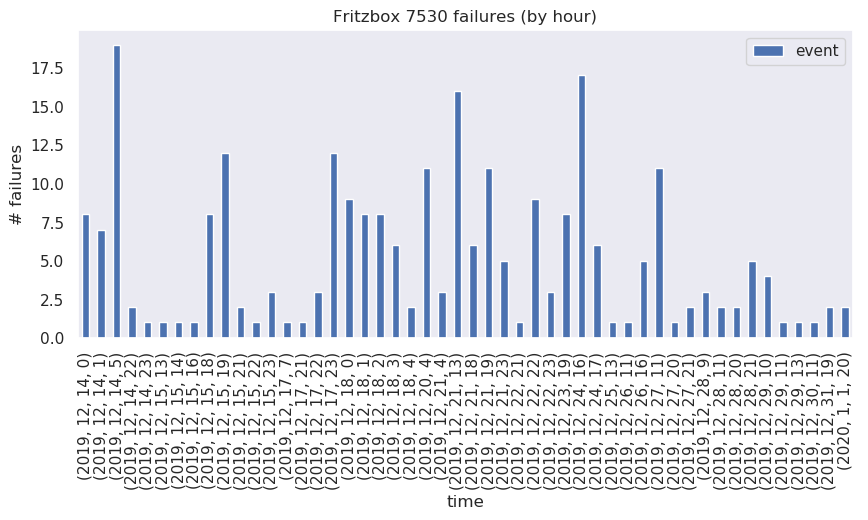 Fritzbox 7530 failures (by hour)
event
# failures
17.5
15.0
12.5
10.0
7.5
5.0
2.5
0.0
(2019, 12, 14, 0)
(2019, 12, 14, 1)
(2019, 12, 14, 5)
(2019, 12, 14, 22)
(2019, 12, 14, 23)
(2019, 12, 15, 13)
(2019, 12, 15, 14)
(2019, 12, 15, 16)
(2019, 12, 15, 18)
(2019, 12, 15, 19)
(2019, 12, 15, 21)
(2019, 12, 15, 22)
(2019, 12, 15, 23)
(2019, 12, 17, 7)
(2019, 12, 17, 21)
(2019, 12, 17, 22)
(2019, 12, 17, 23)
(2019, 12, 18, 0)
(2019, 12, 18, 1)
(2019, 12, 18, 2)
(2019, 12, 18, 3)
(2019, 12, 18, 4)
(2019, 12, 20, 4)
(2019, 12, 21, 4)
(2019, 12, 21, 13)
(2019, 12, 21, 18)
(2019, 12, 21, 19)
(2019, 12, 21, 23)
(2019, 12, 22, 21)
(2019, 12, 22, 22)
(2019, 12, 22, 23)
(2019, 12, 23, 19)
(2019, 12, 24, 16)
(2019, 12, 24, 17)
(2019, 12, 25, 13)
(2019, 12, 26, 11)
(2019, 12, 26, 16)
(2019, 12, 27, 11)
(2019, 12, 27, 20)
(2019, 12, 27, 21)
(2019, 12, 28, 9)
(2019, 12, 28, 11)
(2019, 12, 28, 20)
(2019, 12, 28, 21)
(2019, 12, 29, 10)
(2019, 12, 29, 11)
(2019, 12, 29, 13)
(2019, 12, 30, 11)
(2019, 12, 31, 19)
(2020, 1, 1, 20)
time